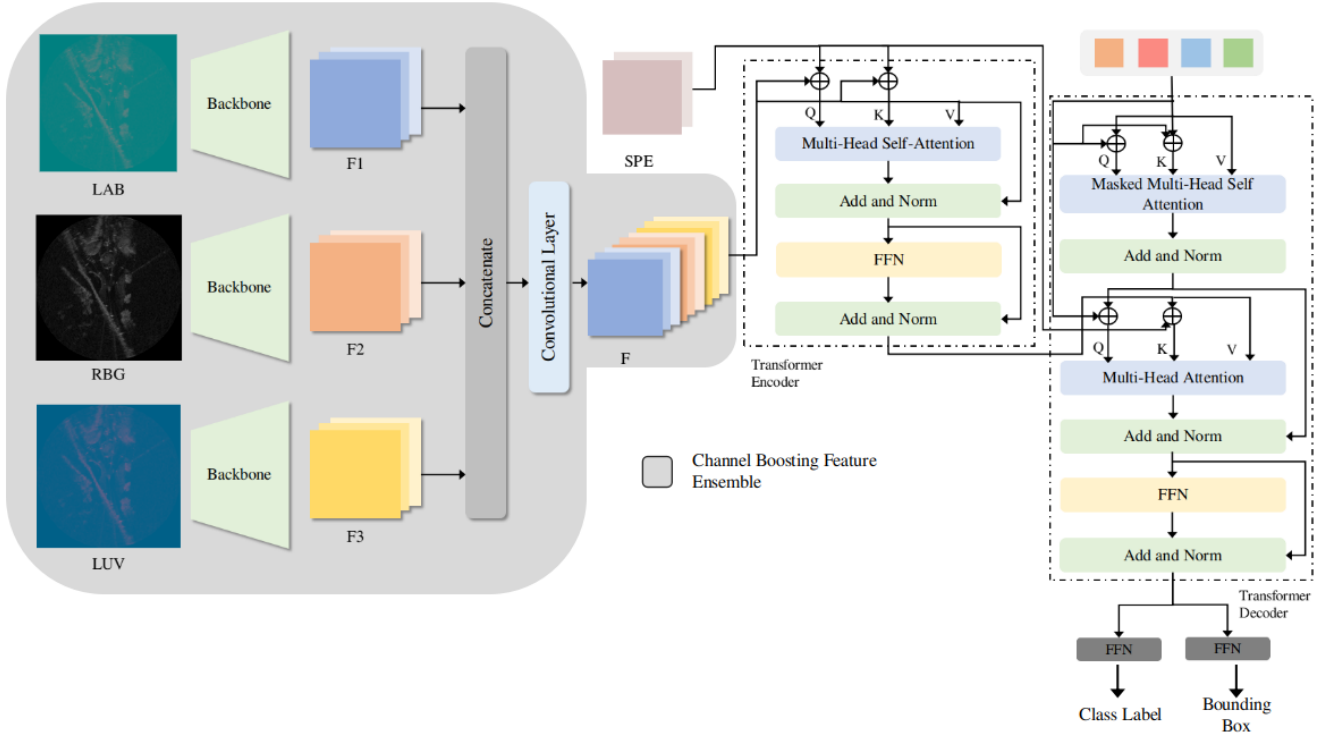 LAB
Backbone
F1
RBG
Backbone
F2
LUV
Backbone
F3
Concatenate
Convolutional Layer
SPE
F
Channel Boosting Feature
Ensemble
Q
K
V
Multi-Head Self-Attention
Add and Norm
FFN
Add and Norm
Transformer
Encoder
Q
K
V
Masked Multi-Head Self
Attention
Add and Norm
Q
K
V
Multi-Head Attention
Add and Norm
FFN
Add and Norm
Transformer
Decoder
FFN
FFN
Class Label
Bounding
Box